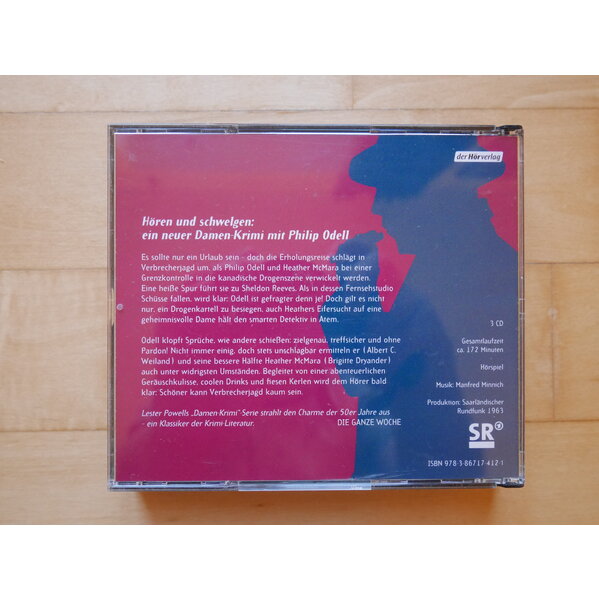 der Hörverlag
Hören und schwelgen:
ein neuer Damen-Krimi mit Philip Odell
Es sollte nur ein Urlaub sein - doch die Erholungsreise schlägt in
Verbrecherjagd um, als Philip Odell und Heather McMara bei einer
Grenzkontrolle in die kanadische Drogenszene verwickelt werden.
Eine heiße Spur führt sie zu Sheldon Reeves. Als in dessen Fernsehstudio
Schüsse fallen, wird klar: Odell ist gefragter denn je! Doch gilt es nicht
nur, ein Drogenkartell zu besiegen, auch Heathers Eifersucht auf eine
geheimnisvolle Dame hält den smarten Detektiv in Atem.
Odell klopft Sprüche, wie andere schießen: zielgenau, treffsicher und ohne
Pardon! Nicht immer einig, doch stets unschlagbar ermitteln er (Albert C.
Weiland) und seine bessere Hälfte Heather McMara (Brigitte Dryander)
auch unter widrigsten Umständen. Begleitet von einer abenteuerlichen
Geräuschkulisse, coolen Drinks und fiesen Kerlen wird dem Hörer bald
klar: Schöner kann Verbrecherjagd kaum sein.
Lester Powells „Damen-Krimi" Serie strahlt den Charme der 50er Jahre aus
- ein Klassiker der Krimi-Literatur. DIE GANZE WOCHE
3 CD
Gesamtlaufzeit
ca. 172 Minuten
Hörspiel
Musik: Manfred Minnich
Produktion: Saarländischer
Rundfunk 1963
SR
ISBN 978-3-86717-412-1